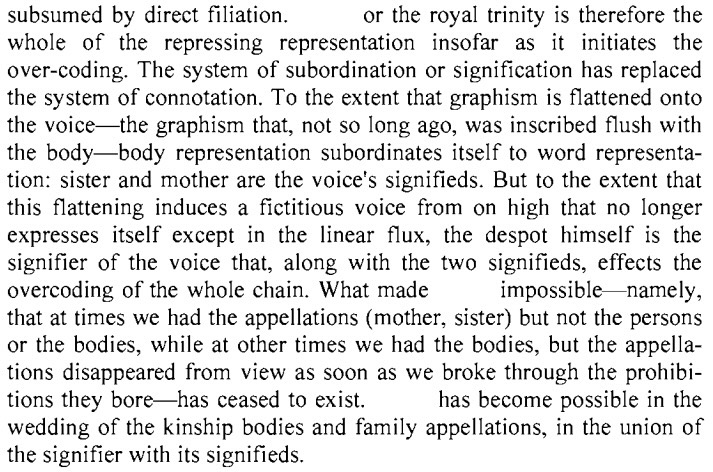 subsumed by direct filiation. or the royal trinity is therefore the
whole of the repressing representation insofar as it initiates the
over-coding. The system of subordination or signification has replaced
the system of connotation. To the extent that graphism is flattened onto
the voice—the graphism that, not so long ago, was inscribed flush with
the body—body representation subordinates itself to word representa-
tion: sister and mother are the voice's signifieds. But to the extent that
this flattening induces a fictitious voice from on high that no longer
expresses itself except in the linear flux, the despot himself is the
signifier of the voice that, along with the two signifieds, effects the
overcoding of the whole chain. What made impossible—namely,
that at times we had the appellations (mother, sister) but not the persons
or the bodies, while at other times we had the bodies, but the appella-
tions disappeared from view as soon as we broke through the prohibi-
tions they bore—has ceased to exist. has become possible in the
wedding of the kinship bodies and family appellations, in the union of
the signifier with its signifieds.